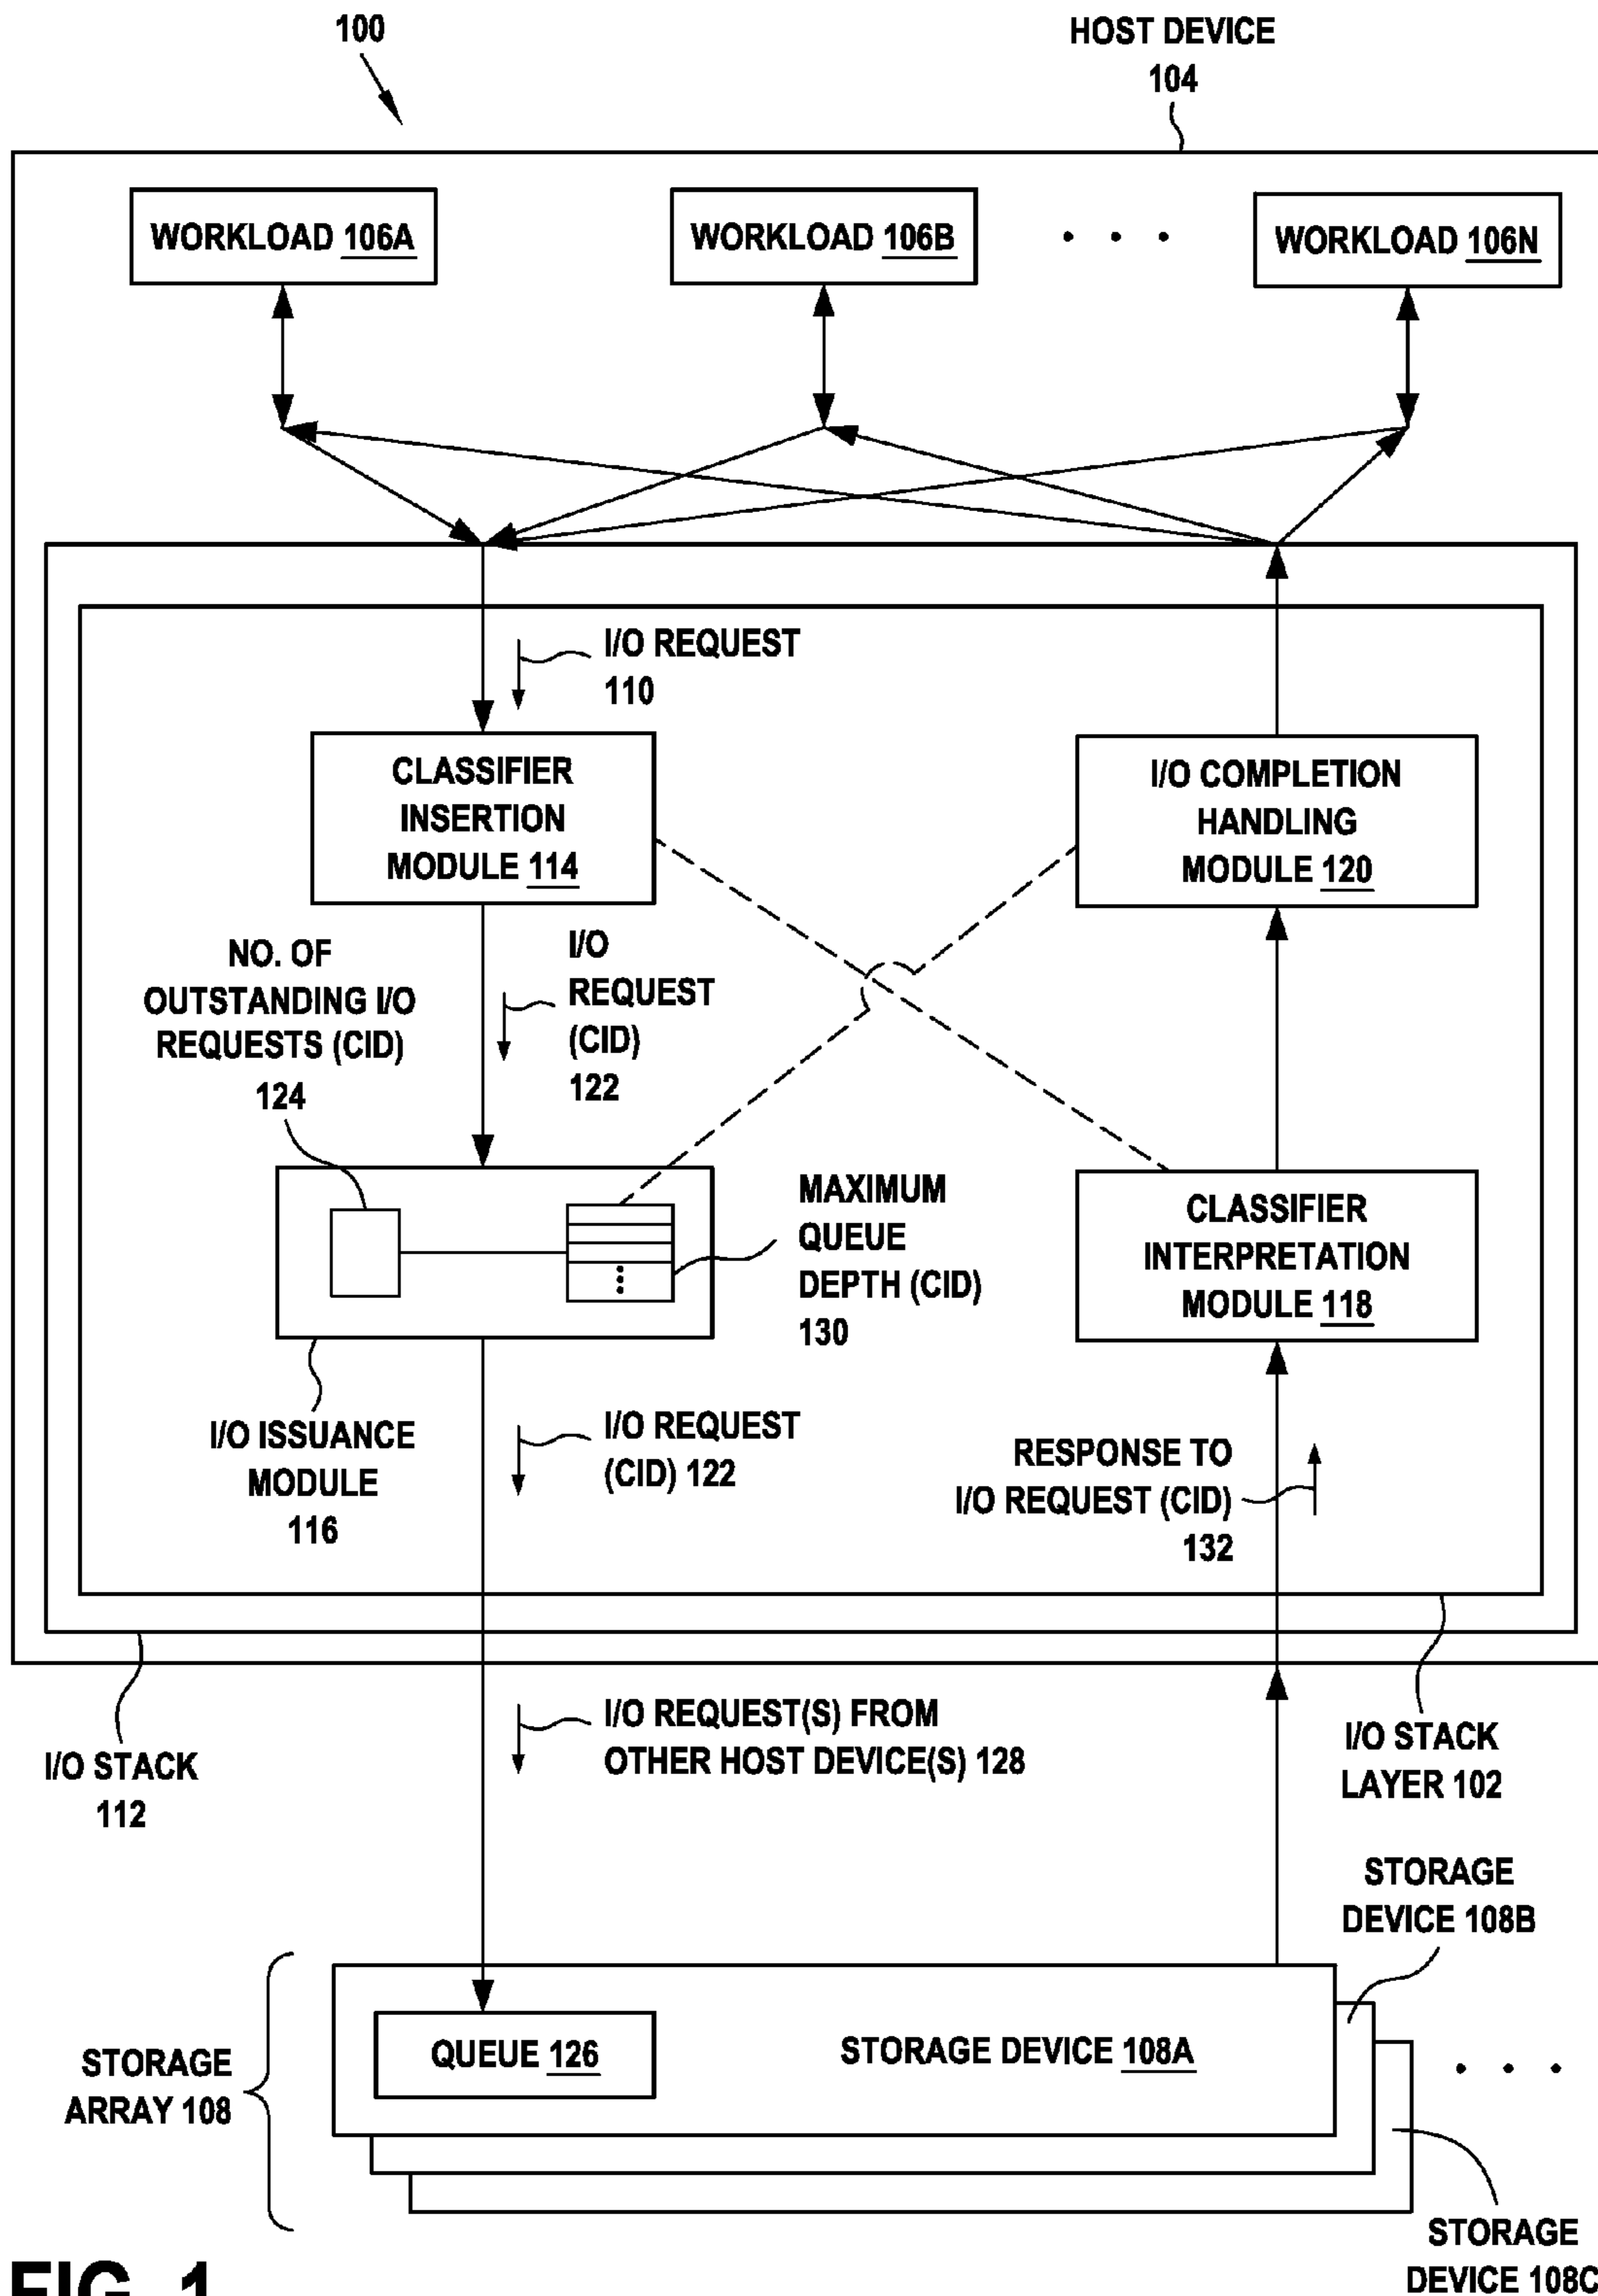 100
HOST DEVICE
104
WORKLOAD 106A
WORKLOAD 106B
WORKLOAD 106N
I/O REQUEST
110
CLASSIFIER
INSERTION
MODULE 114
I/O COMPLETION
HANDLING
MODULE 120
NO. OF
OUTSTANDING I/O
REQUESTS (CID)
124
I/O
REQUEST
(CID)
122
MAXIMUM
QUEUE
DEPTH (CID)
130
CLASSIFIER
INTERPRETATION
MODULE 118
I/O ISSUANCE
MODULE
116
I/O REQUEST
(CID) 122
RESPONSE TO
I/O REQUEST (CID)
132
I/O STACK
112
I/O REQUEST(S) FROM
OTHER HOST DEVICE(S) 128
I/O STACK
LAYER 102
STORAGE
DEVICE 108B
STORAGE
ARRAY 108
QUEUE 126
STORAGE DEVICE 108A
STORAGE
DEVICE 108C
FIG. 1